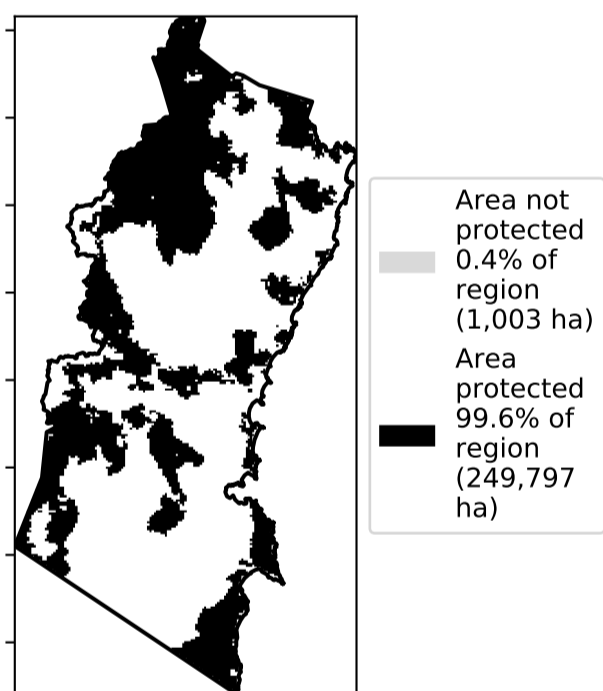 Area not
protected
0.4% of
region
(1,003 ha)
Area
protected
99.6% of
region
(249,797
ha)